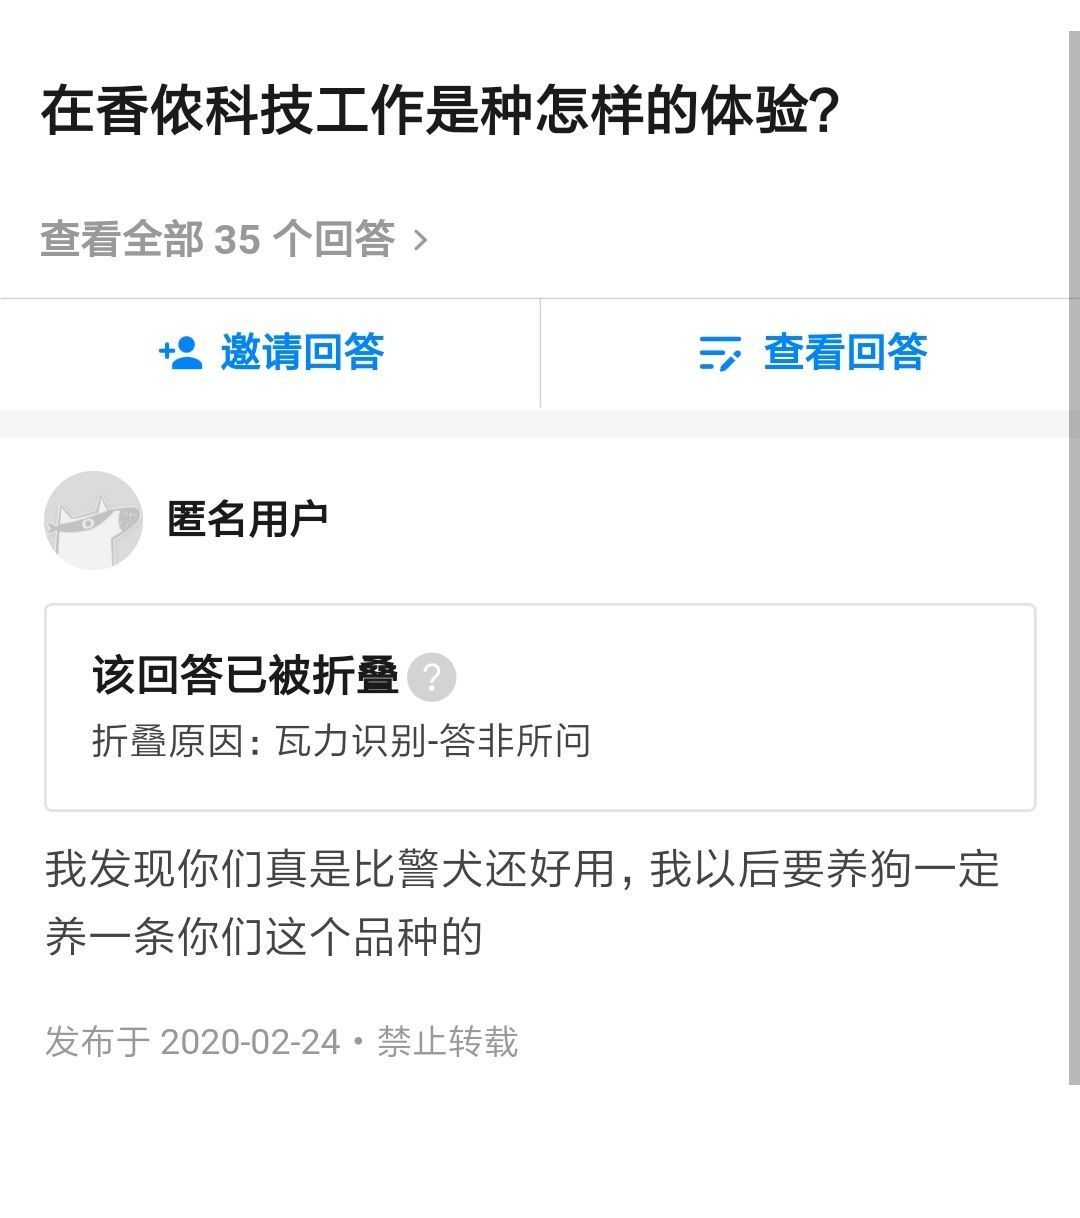 在香侬科技工作是种怎样的体验?
查看全部 35 个回答 >
邀请回答
查看回答
匿名用户
该回答已被折叠 ?
折叠原因: 瓦力识别-答非所问
我发现你们真是比警犬还好用, 我以后要养狗一定
养一条你们这个品种的
发布于 2020-02-24 · 禁止转载